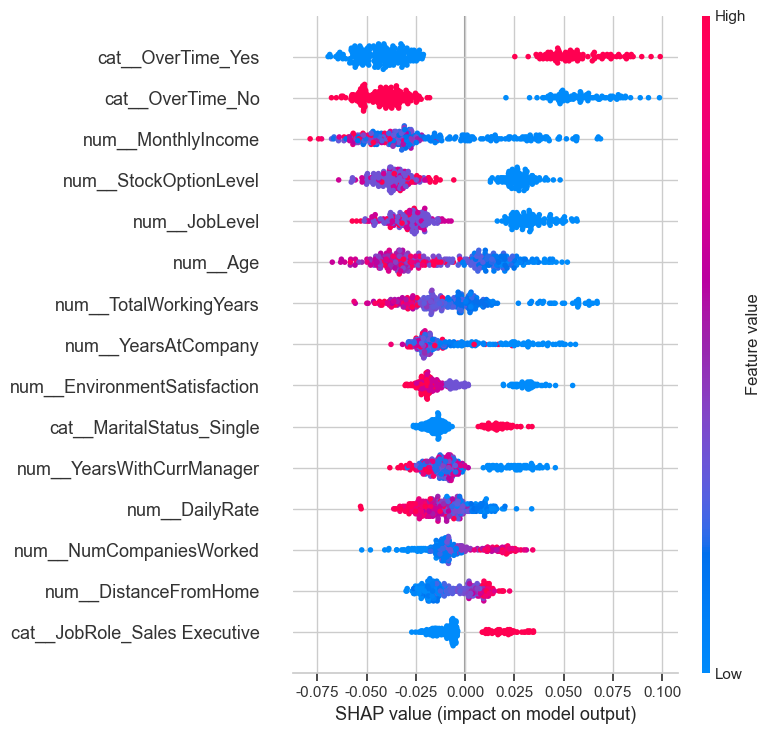 High
cat__OverTime_Yes
cat__OverTime_No
num__MonthlyIncome
num__StockOptionLevel
num__JobLevel
num__Age
num__TotalWorkingYears
num__YearsAtCompany
num__EnvironmentSatisfaction
cat__MaritalStatus_Single
num__YearsWithCurrManager
num__DailyRate
num__NumCompaniesWorked
num__DistanceFromHome
cat__JobRole_Sales Executive
Feature value
Low
-0.075 -0.050 -0.025 0.000 0.025 0.050 0.075 0.100
SHAP value (impact on model output)